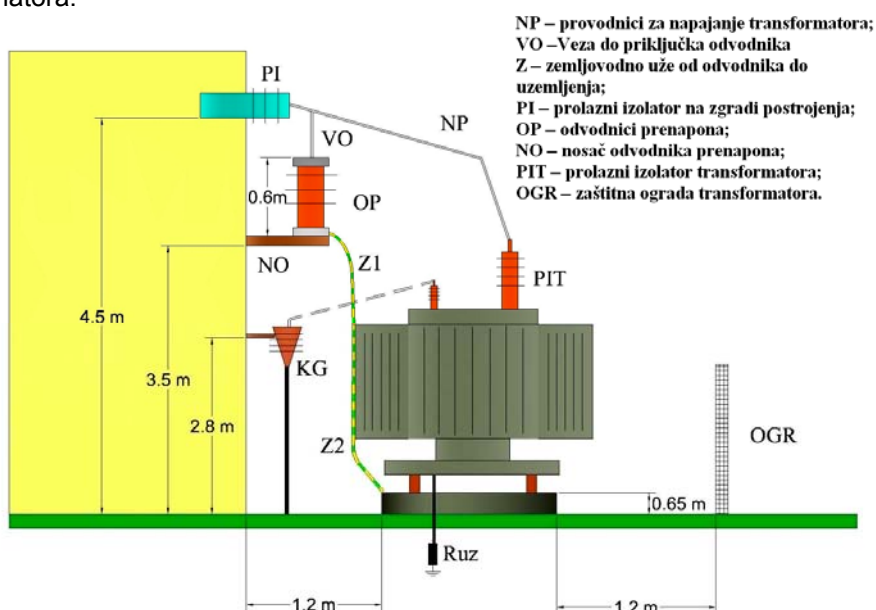 natora.
NP – provodnici za napajanje transformatora;
VO –Veza do priključka odvodnika
Z – zemljovodno uže od odvodnika do
uzemljenja;
PI – prolazni izolator na zgradi postrojenja;
OP – odvodnici prenapona;
NO – nosač odvodnika prenapona;
PIT – prolazni izolator transformatora;
OGR – zaštitna ograda transformatora.
PI
NP
VO
0.6m
OP
NO
Z1
PIT
4.5 m
KG
3.5 m
2.8 m
Z2
OGR
0.65 m
Ruz
1.2 m
1.2 m